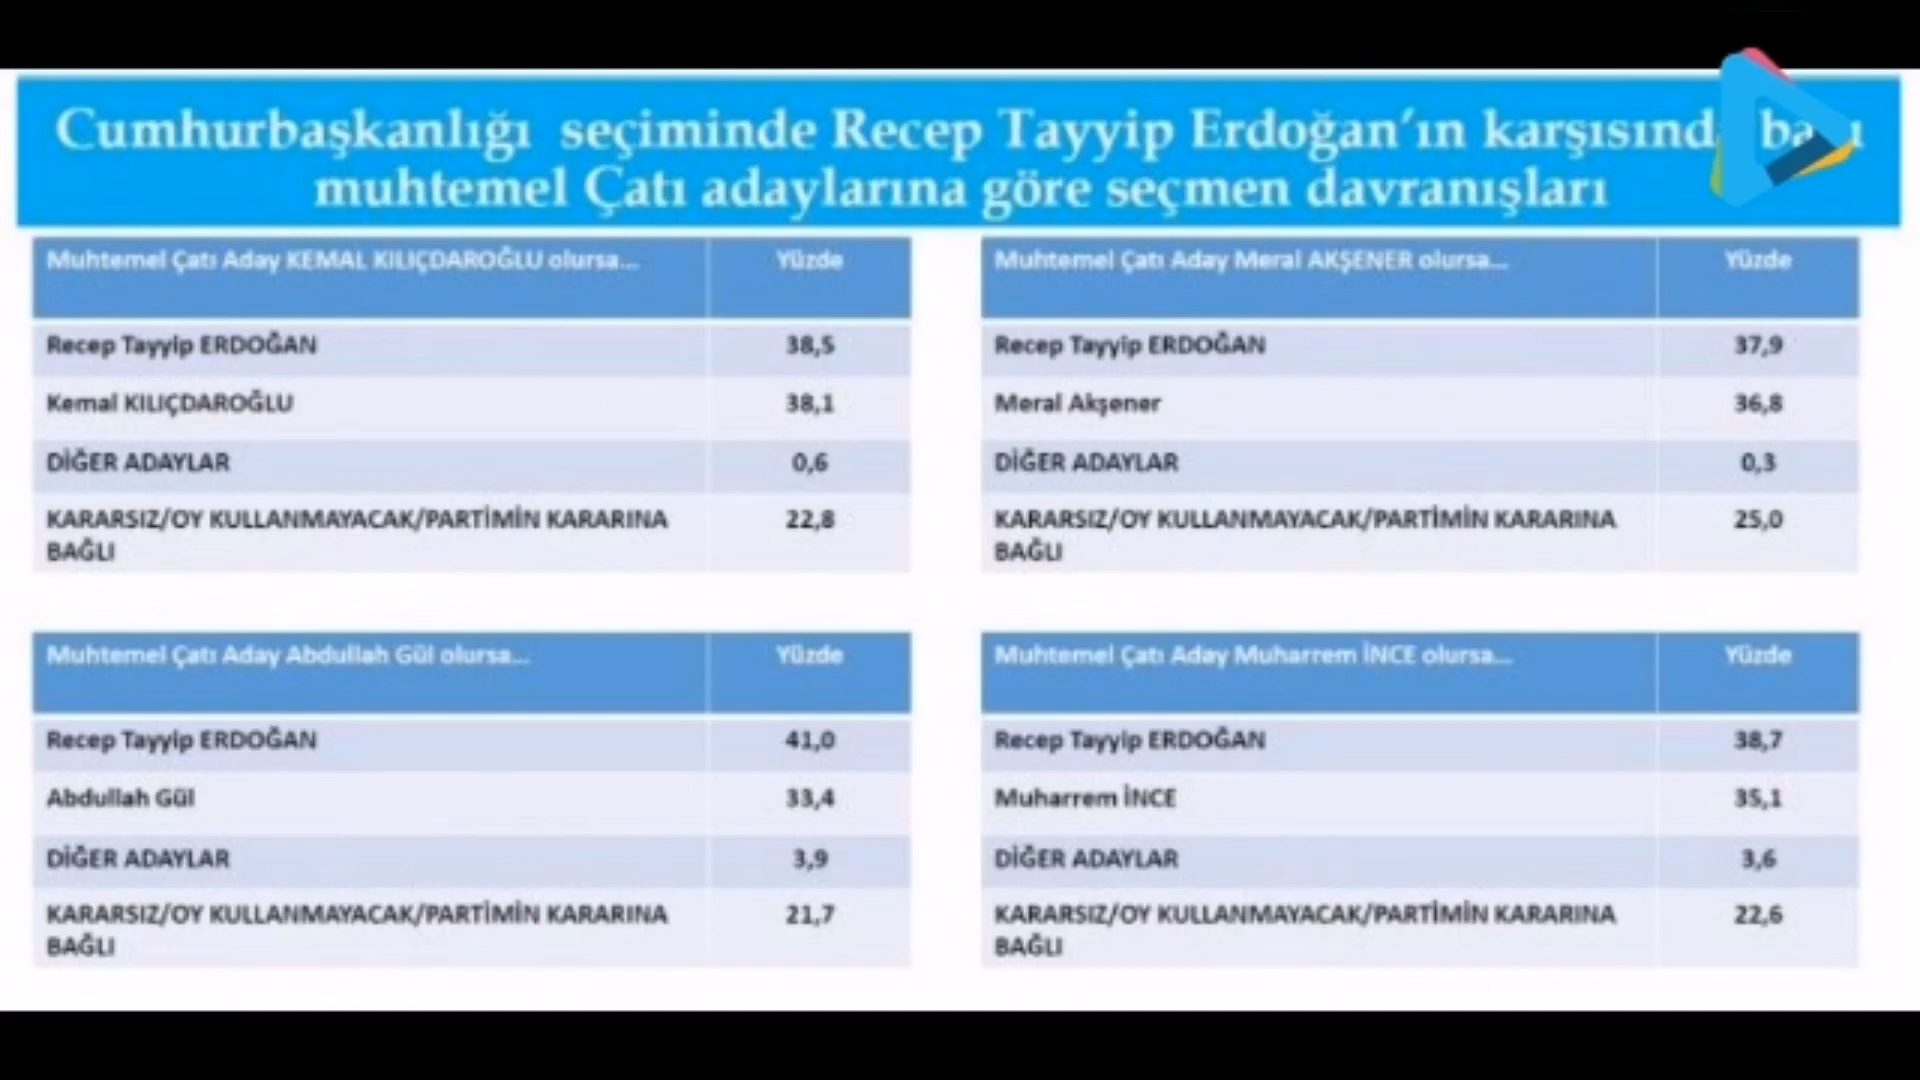 Cumhurbaşkanlığı seçiminde Recep Tayyip Erdoğan'ın karşısında bazı
muhtemel Çatı adaylarına göre seçmen davranışları
Muhtemel Çatı Aday KEMAL KILIÇDAROĞLU olursa... Yüzde
Recep Tayyip ERDOĞAN 38,5
Kemal KILIÇDAROĞLU 38,1
DİĞER ADAYLAR 0,6
KARARSIZ/OY KULLANMAYACAK/PARTİMİN KARARINA 22,8
BAĞLI
Muhtemel Çatı Aday Meral AKŞENER olursa... Yüzde
Recep Tayyip ERDOĞAN 37,9
Meral Akşener 36,8
DİĞER ADAYLAR 0,3
KARARSIZ/OY KULLANMAYACAK/PARTİMİN KARARINA 25,0
BAĞLI
Muhtemel Çatı Aday Abdullah Gül olursa... Yüzde
Recep Tayyip ERDOĞAN 41,0
Abdullah Gül 33,4
DİĞER ADAYLAR 3,9
KARARSIZ/OY KULLANMAYACAK/PARTİMİN KARARINA 21,7
BAĞLI
Muhtemel Çatı Aday Muharrem İNCE olursa... Yüzde
Recep Tayyip ERDOĞAN 38,7
Muharrem İNCE 35,1
DİĞER ADAYLAR 3,6
KARARSIZ/OY KULLANMAYACAK/PARTİMİN KARARINA 22,6
BAĞLI